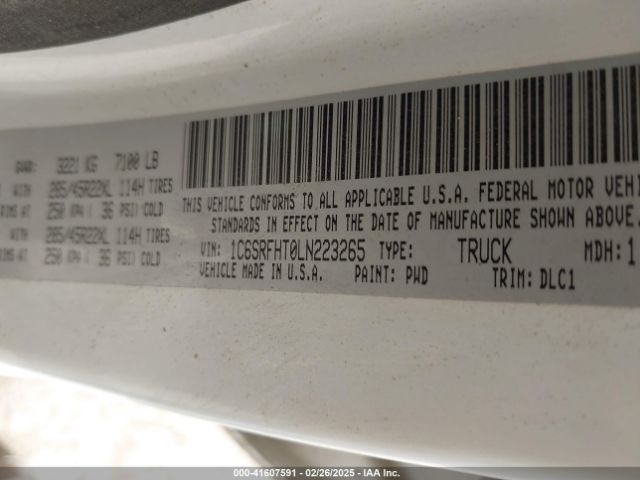 GVWR: 3221 KG 7100 LB
WITH 285/45R22XL 114H TIRES
RIMS AT 250 KPA ( 36 PSI) COLD
WITH 285/45R22XL 114H TIRES
RIMS AT 250 KPA ( 36 PSI) COLD
THIS VEHICLE CONFORMS TO ALL APPLICABLE U.S.A. FEDERAL MOTOR VEHI
STANDARDS IN EFFECT ON THE DATE OF MANUFACTURE SHOWN ABOVE.
VIN: 1C6SRFHT0LN223265 TYPE: TRUCK MDH: 1
VEHICLE MADE IN U.S.A. PAINT: PWD TRIM: DLC1
000-41607591 - 02/26/2025 - IAA Inc.